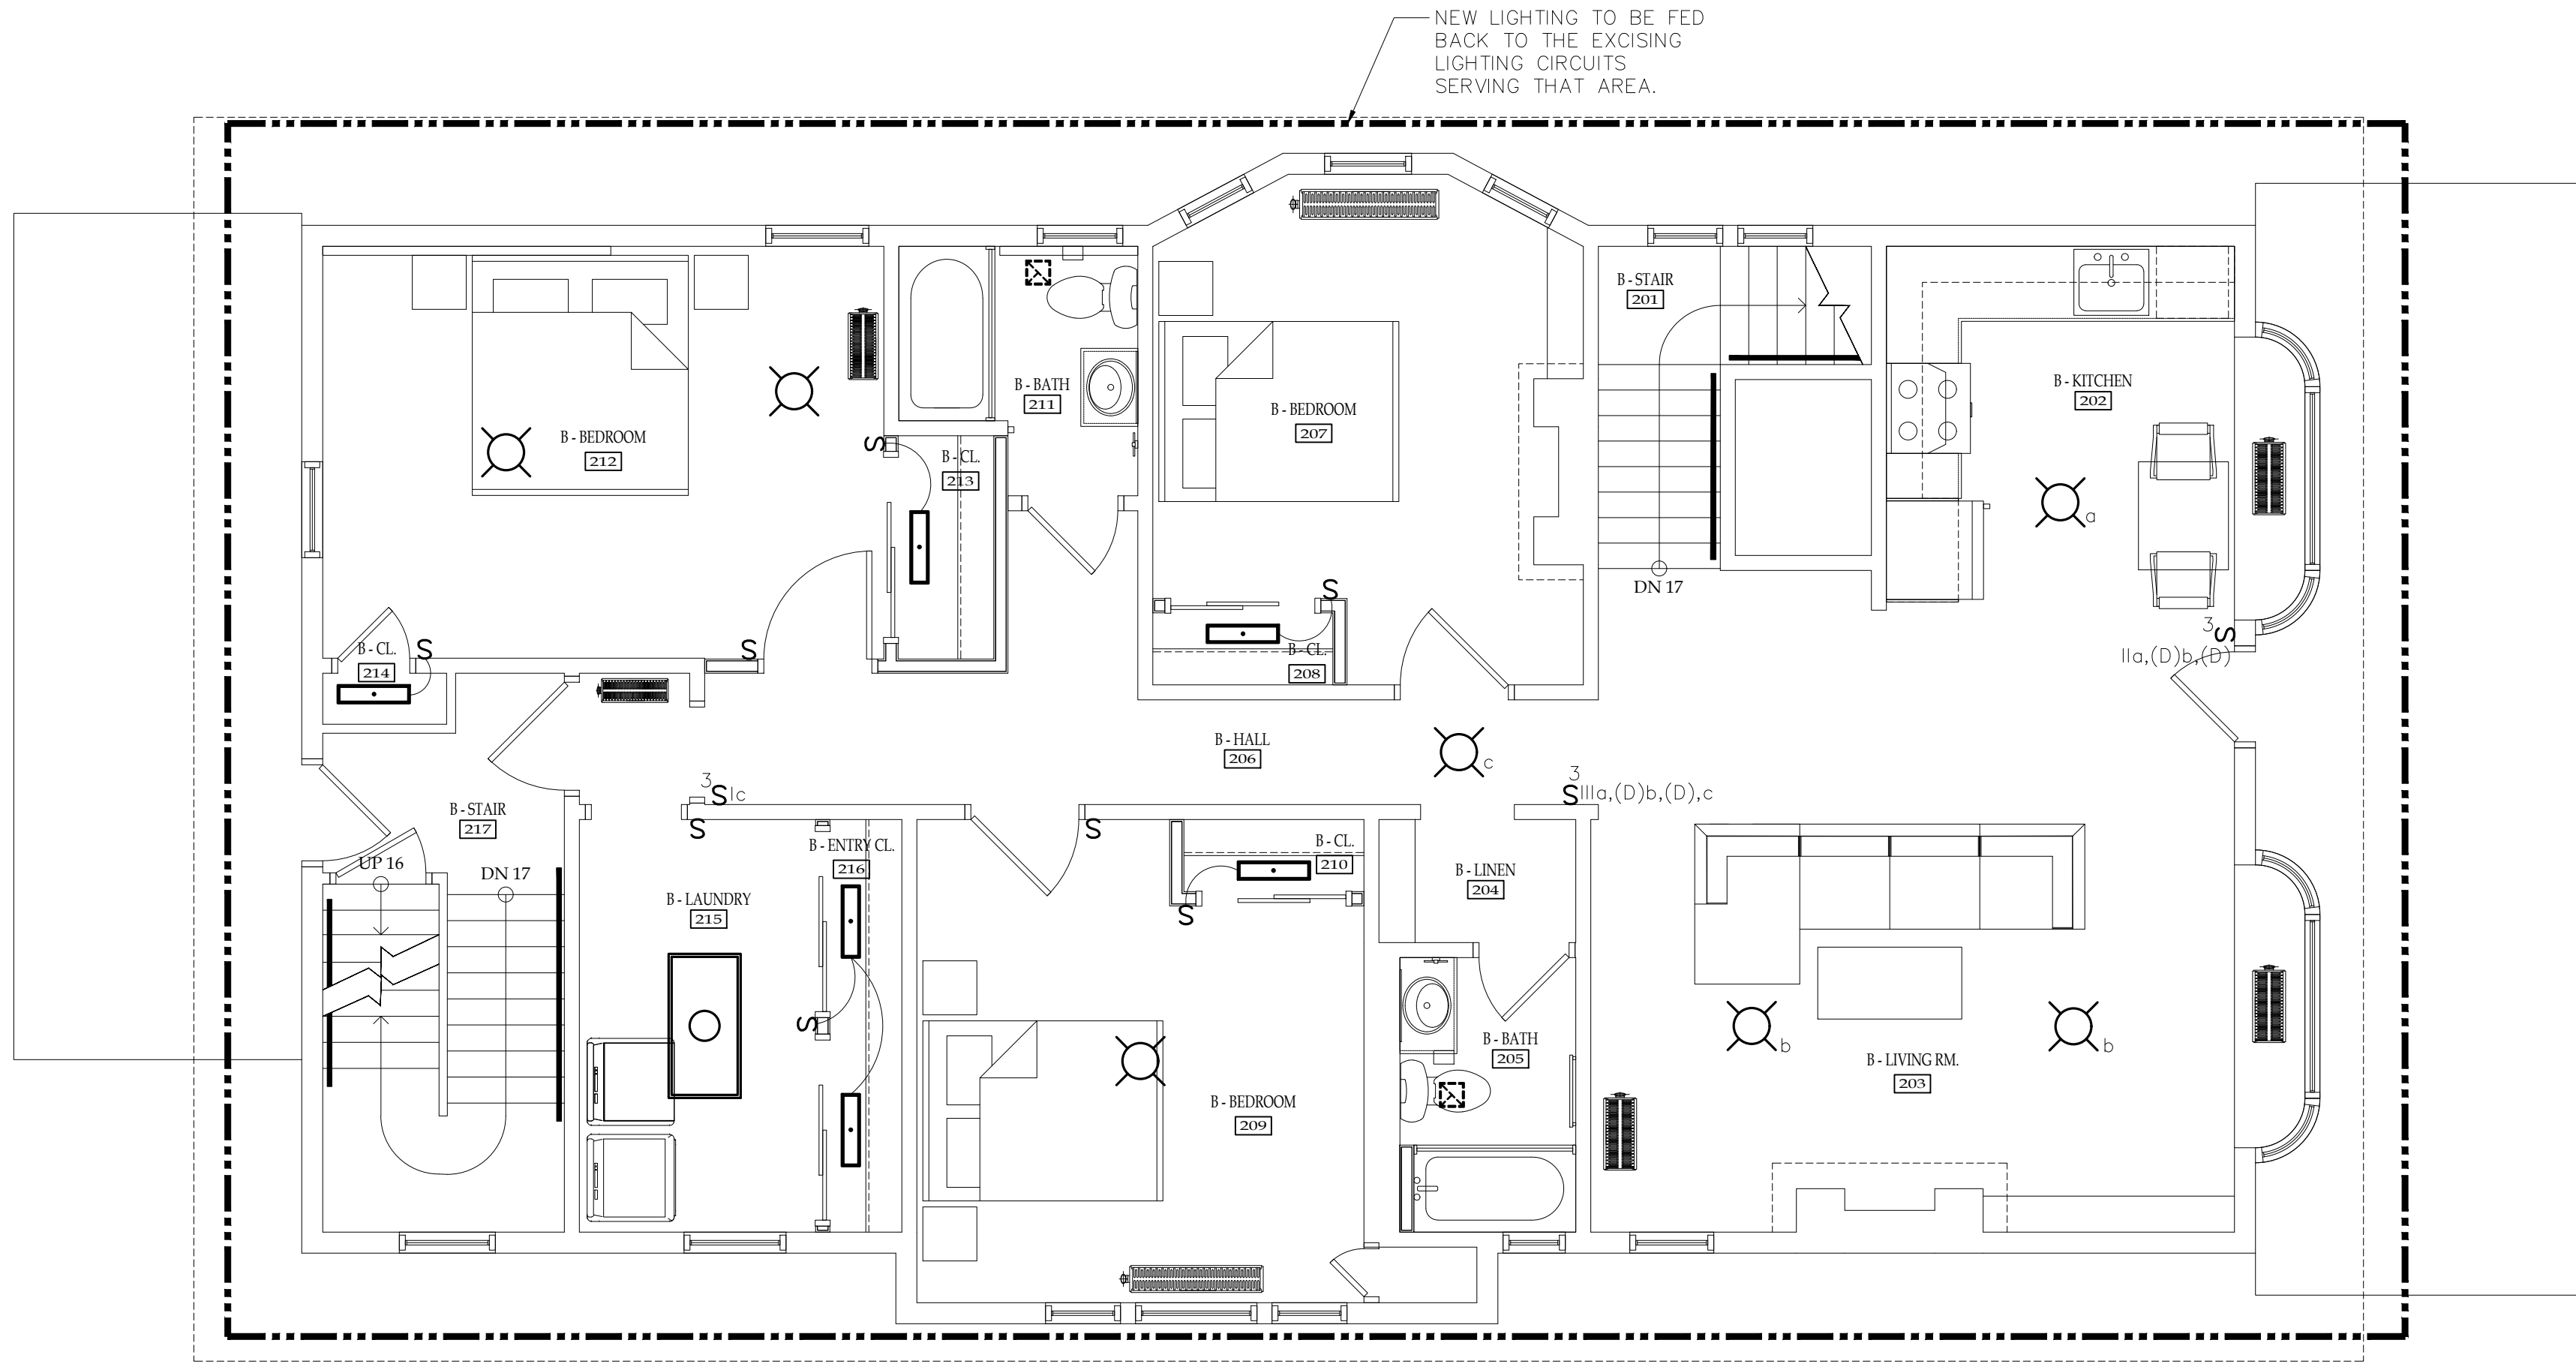 NEW LIGHTING TO BE FED
BACK TO THE EXCISING
LIGHTING CIRCUITS
SERVING THAT AREA.
B - STAIR
201
B - KITCHEN
202
B - BATH
211
B - BEDROOM
207
B - BEDROOM
212
S
B - CL.
213
a
DN 17
S
3
S
IIa,(D)b,(D)
B - CL.
214
S
S
B - CL.
208
B - HALL
206
c
3
SIc
3
SIIIa,(D)b,(D),c
B - STAIR
217
S
S
UP 16
DN 17
B - ENTRY CL.
216
B - CL.
210
B - LINEN
204
B - LAUNDRY
215
S
S
B - BATH
205
b
b
B - LIVING RM.
203
B - BEDROOM
209